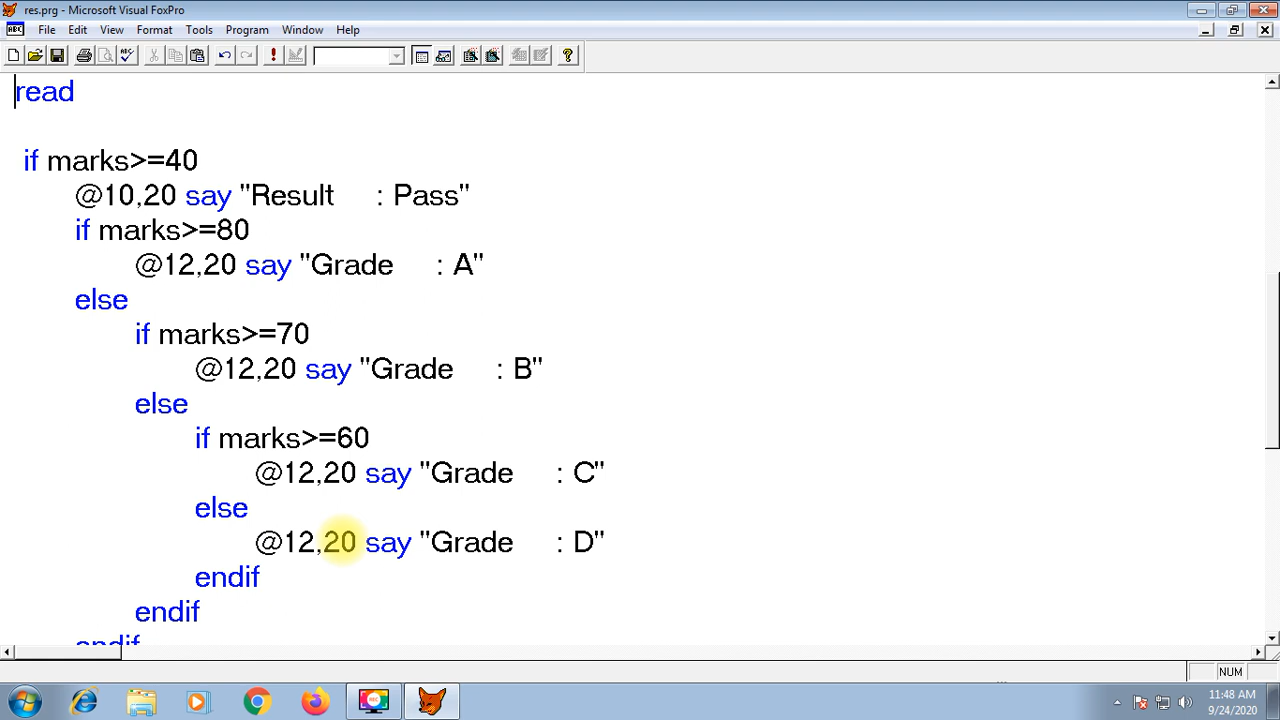 res.prg - Microsoft Visual FoxPro
File Edit View Format Tools Program Window Help
read
if marks>=40
@10,20 say "Result : Pass"
if marks>=80
@12,20 say "Grade : A"
else
if marks>=70
@12,20 say "Grade : B"
else
if marks>=60
@12,20 say "Grade : C"
else
@12,20 say "Grade : D"
endif
endif
endif
NUM
11:48 AM
9/24/2020